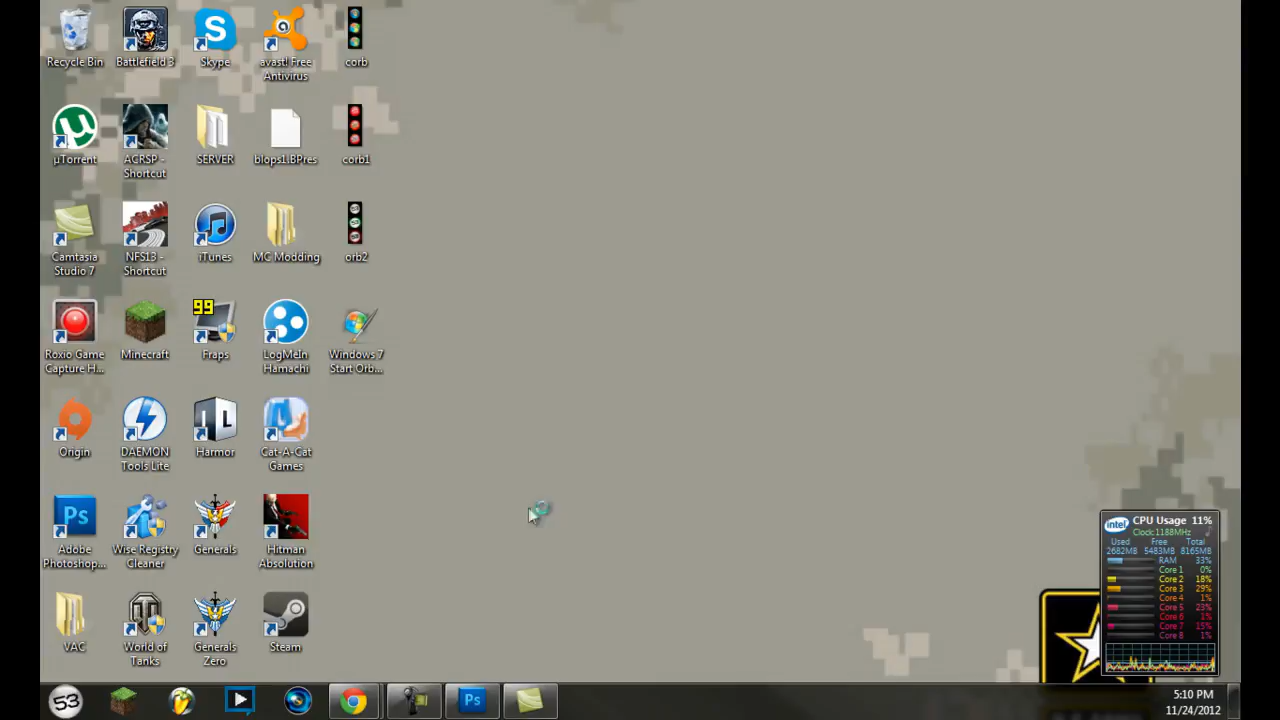 Recycle Bin
Battlefield 3
Skype
avast! Free
Antivirus
corb
µTorrent
ACRSP -
Shortcut
SERVER
blops1.BPres
corb1
Camtasia
Studio 7
NFS13 -
Shortcut
iTunes
MC Modding
orb2
Roxio Game
Capture H...
Minecraft
99
Fraps
LogMeIn
Hamachi
Windows 7
Start Orb...
Origin
DAEMON
Tools Lite
IL
Harmor
Cat-A-Cat
Games
Ps
Adobe
Photoshop...
Wise Registry
Cleaner
Generals
Hitman
Absolution
VAC
World of
Tanks
Generals
Zero
Steam
intel
CPU Usage 11%
Clock:1188MHz
Used Free Total
2682MB 5483MB 8165MB
RAM 33%
Core 1 0%
Core 2 18%
Core 3 29%
Core 4 1%
Core 5 23%
Core 6 1%
Core 7 15%
Core 8 1%
53
Ps
5:10 PM
11/24/2012